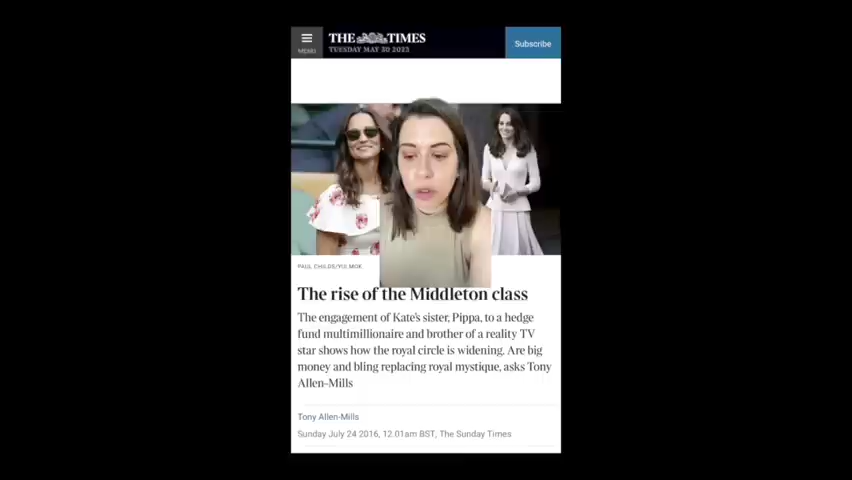 THE TIMES
MENU
TUESDAY MAY 30 2023
Subscribe
PAUL CHILDS/YUI MOK
The rise of the Middleton class
The engagement of Kate's sister, Pippa, to a hedge
fund multimillionaire and brother of a reality TV
star shows how the royal circle is widening. Are big
money and bling replacing royal mystique, asks Tony
Allen-Mills
Tony Allen-Mills
Sunday July 24 2016, 12.01am BST, The Sunday Times